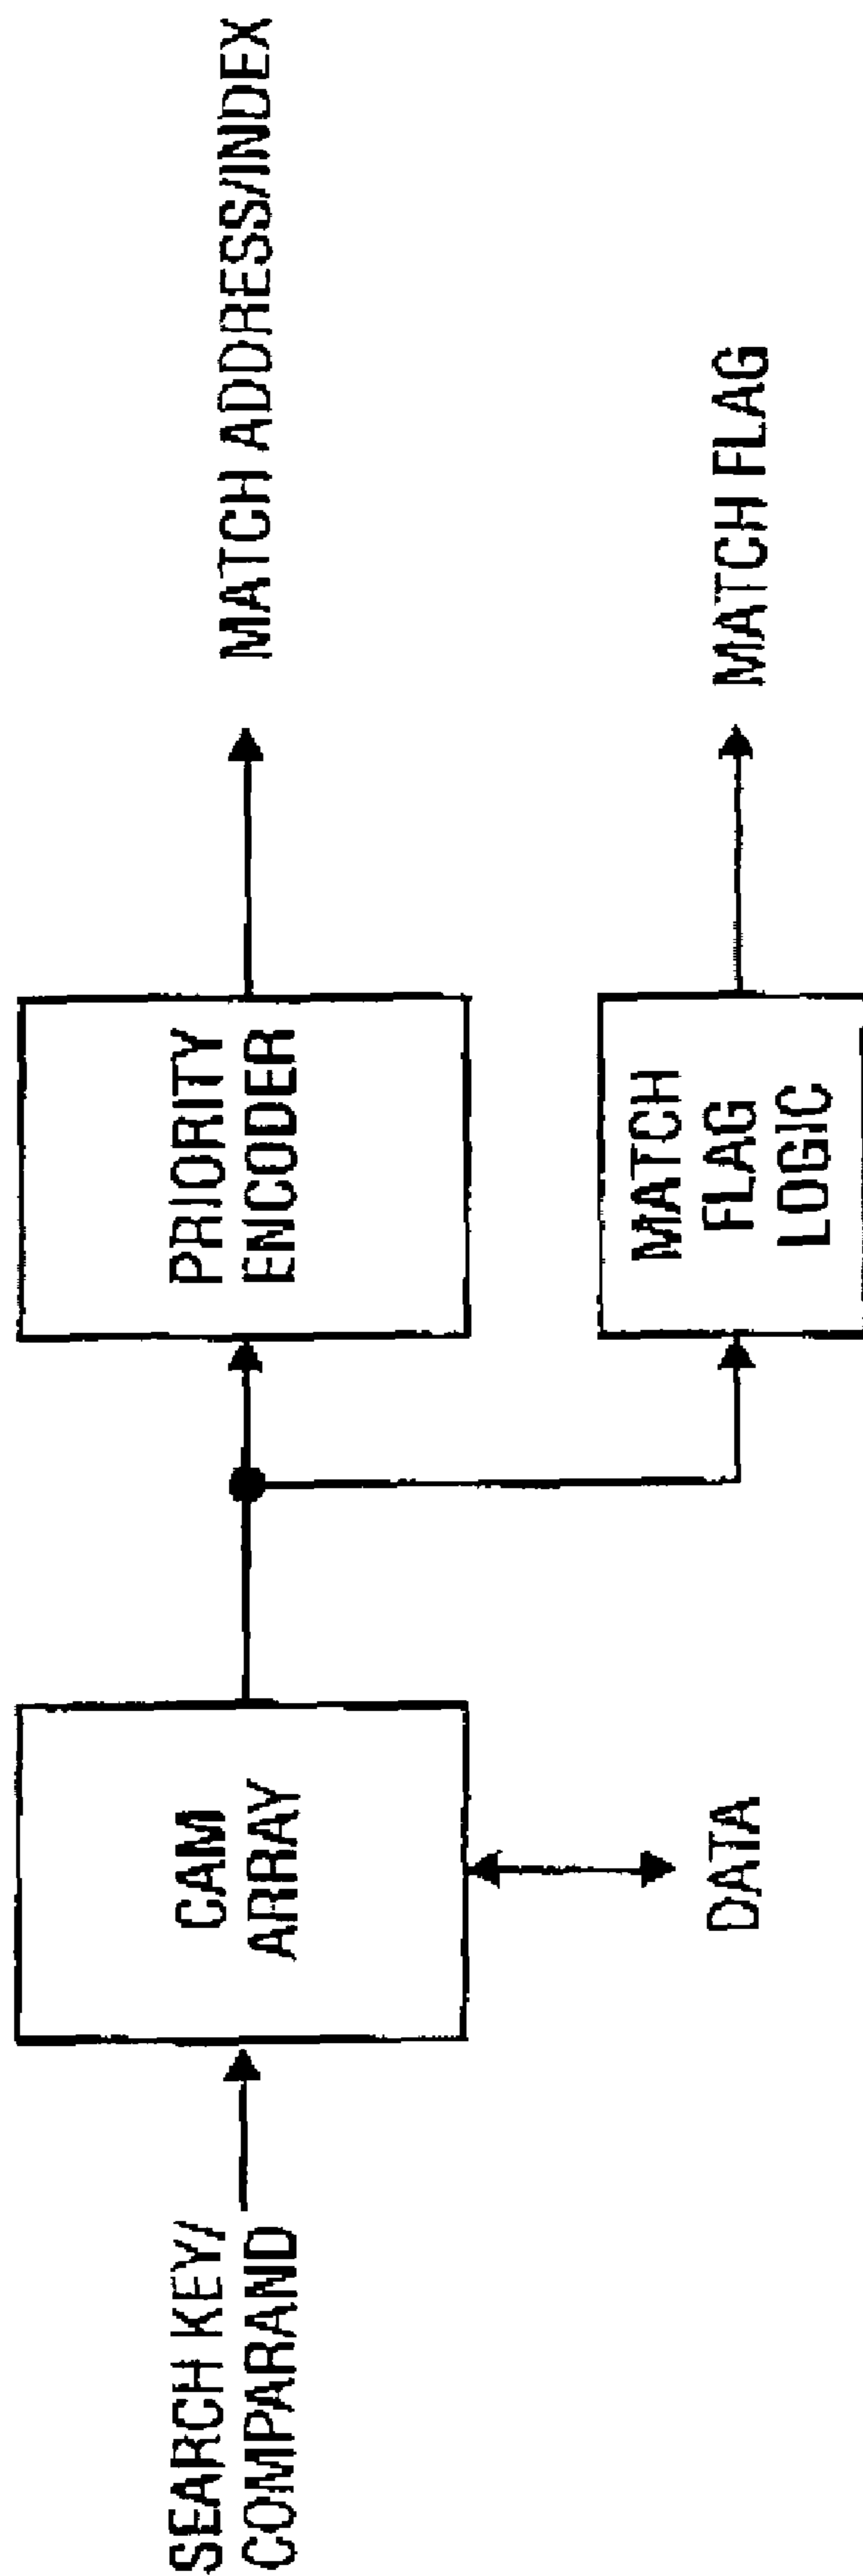 SEARCH KEY/
COMPARAND
CAM
ARRAY
DATA
PRIORITY
ENCODER
MATCH
FLAG
LOGIC
MATCH ADDRESS/INDEX
MATCH FLAG